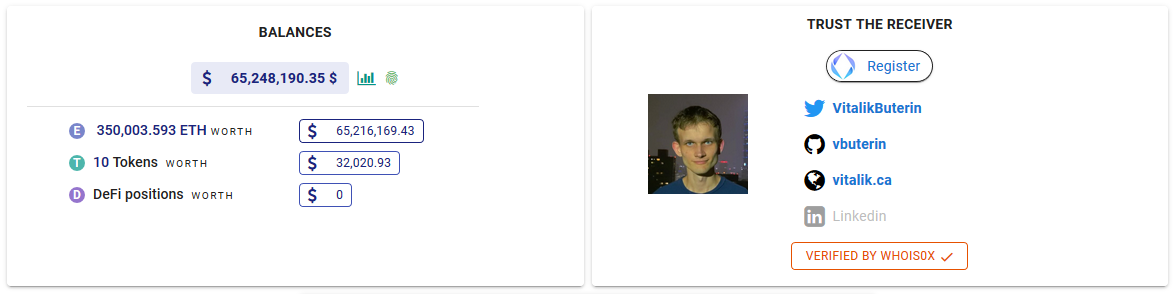 BALANCES
$ 65,248,190.35 $
E 350,003.593 ETH WORTH $ 65,216,169.43
T 10 Tokens WORTH $ 32,020.93
D DeFi positions WORTH $ 0
TRUST THE RECEIVER
Register
VitalikButerin
vbuterin
vitalik.ca
in Linkedin
VERIFIED BY WHOIS0X